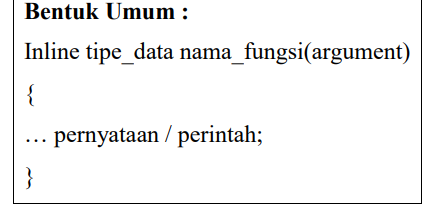 Bentuk Umum :
Inline tipe_data nama_fungsi(argument)
{
… pernyataan / perintah;
}